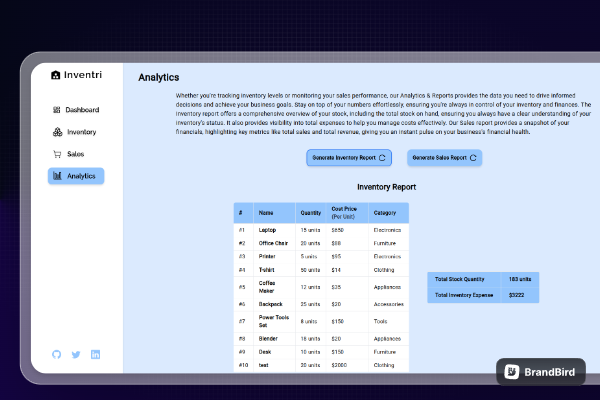 Inventri
Analytics
Whether you're tracking inventory levels or monitoring your sales performance, our Analytics & Reports provides the data you need to drive informed
decisions and achieve your business goals. Stay on top of your numbers effortlessly, ensuring you're always in control of your inventory and finances. The
Inventory report offers a comprehensive overview of your stock, including the total stock on hand, ensuring you always have a clear understanding of your
inventory's status. It also provides visibility into total expenses to help you manage costs effectively. Our Sales report provides a snapshot of your
financials, highlighting key metrics like total sales and total revenue, giving you an instant pulse on your business's financial health.
Dashboard
Inventory
Sales
Analytics
Generate Inventory Report
Generate Sales Report
Inventory Report
# Name Quantity Cost Price (Per Unit) Category
#1 Laptop 15 units $650 Electronics
#2 Office Chair 20 units $88 Furniture
#3 Printer 5 units $95 Electronics
#4 T-shirt 50 units $14 Clothing
#5 Coffee Maker 12 units $25 Appliances
#6 Backpack 25 units $20 Accessories
#7 Power Tools Set 8 units $150 Tools
#8 Blender 18 units $20 Appliances
#9 Desk 10 units $150 Furniture
#10 test 20 units $2000 Clothing
Total Stock Quantity 183 units
Total Inventory Expense $3222
in
BrandBird